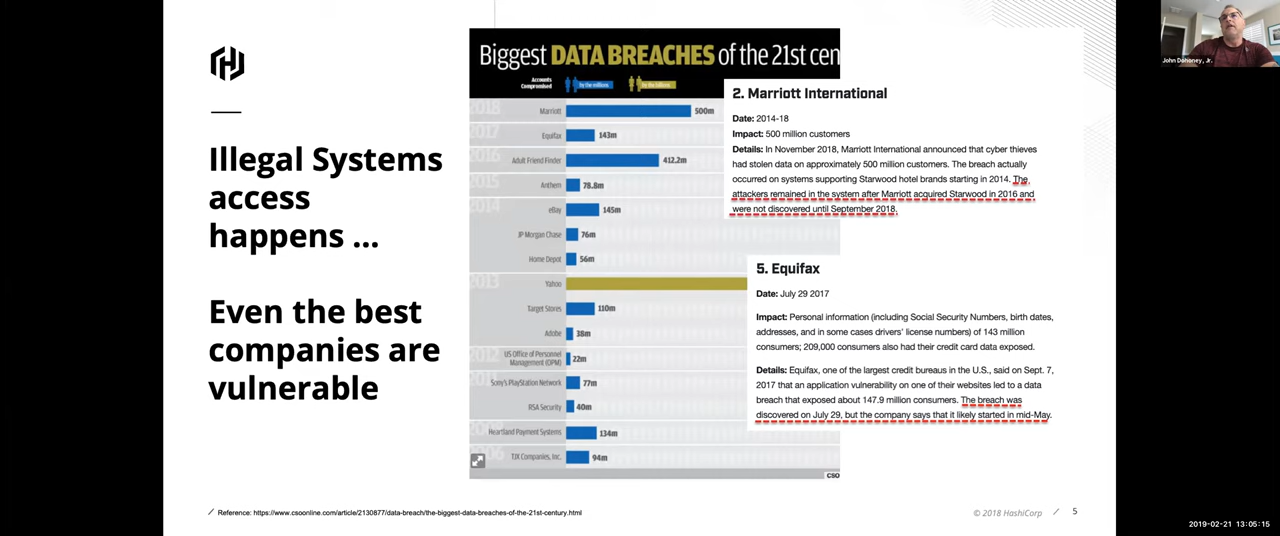 Illegal Systems
access
happens ...
Even the best
companies are
vulnerable
Biggest DATA BREACHES of the 21st cen
Accounts
Compromised
by the millions
by the billions
2018
Marriott 500m
2017
Equifax 143m
2016
Adult Friend Finder 412.2m
2015
Anthem 78.8m
2014
eBay 145m
JP Morgan Chase 76m
Home Depot 56m
2013
Yahoo
Target Stores 110m
Adobe 38m
2012
US Office of Personnel
Management (OPM) 22m
2011
Sony's PlayStation Network 77m
RSA Security 40m
Heartland Payment Systems 134m
2006
TJX Companies, Inc. 94m
CSO
2. Marriott International
Date: 2014-18
Impact: 500 million customers
Details: In November 2018, Marriott International announced that cyber thieves
had stolen data on approximately 500 million customers. The breach actually
occurred on systems supporting Starwood hotel brands starting in 2014. The
attackers remained in the system after Marriott acquired Starwood in 2016 and
were not discovered until September 2018.
5. Equifax
Date: July 29 2017
Impact: Personal information (including Social Security Numbers, birth dates,
addresses, and in some cases drivers' license numbers) of 143 million
consumers; 209,000 consumers also had their credit card data exposed.
Details: Equifax, one of the largest credit bureaus in the U.S., said on Sept. 7,
2017 that an application vulnerability on one of their websites led to a data
breach that exposed about 147.9 million consumers. The breach was
discovered on July 29, but the company says that it likely started in mid-May.
Reference: https://www.csoonline.com/article/2130877/data-breach/the-biggest-data-breaches-of-the-21st-century.html
© 2018 HashiCorp
5
John Doheney, Jr.
2019-02-21 13:05:15